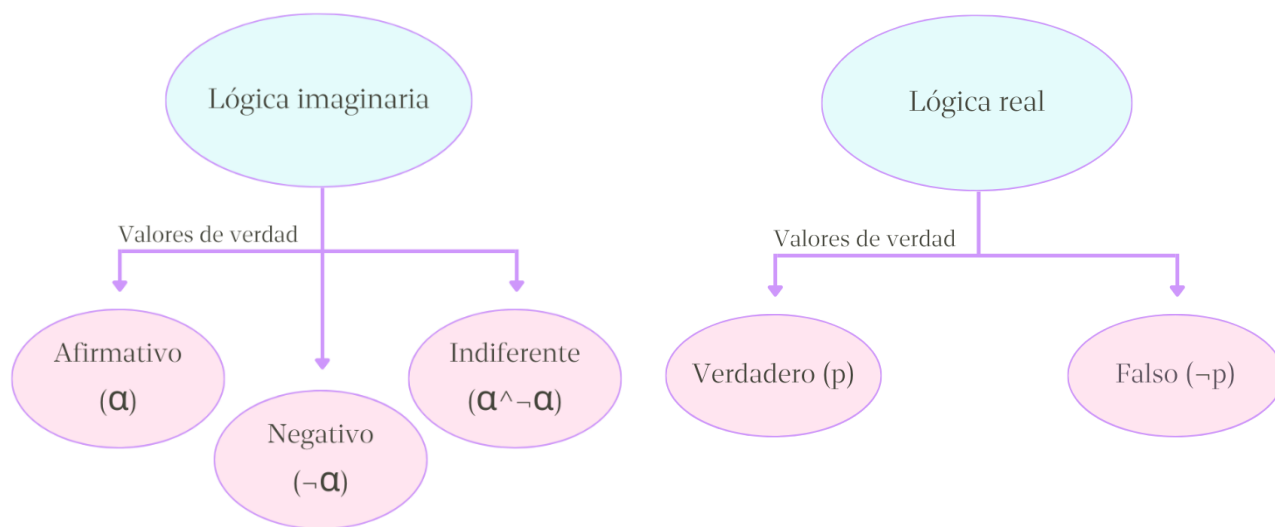 Lógica imaginaria
Valores de verdad
Afirmativo
(α)
Negativo
(¬α)
Indiferente
(α^¬α)
Lógica real
Valores de verdad
Verdadero (p)
Falso (¬p)